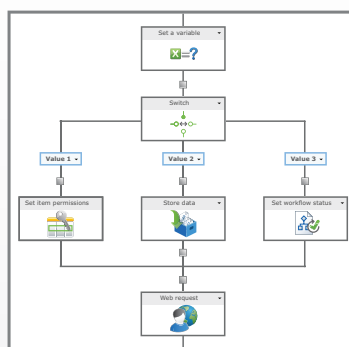 Set a variable
X=?
Switch
Value 1
Value 2
Value 3
Set item permissions
Store data
Set workflow status
Web request